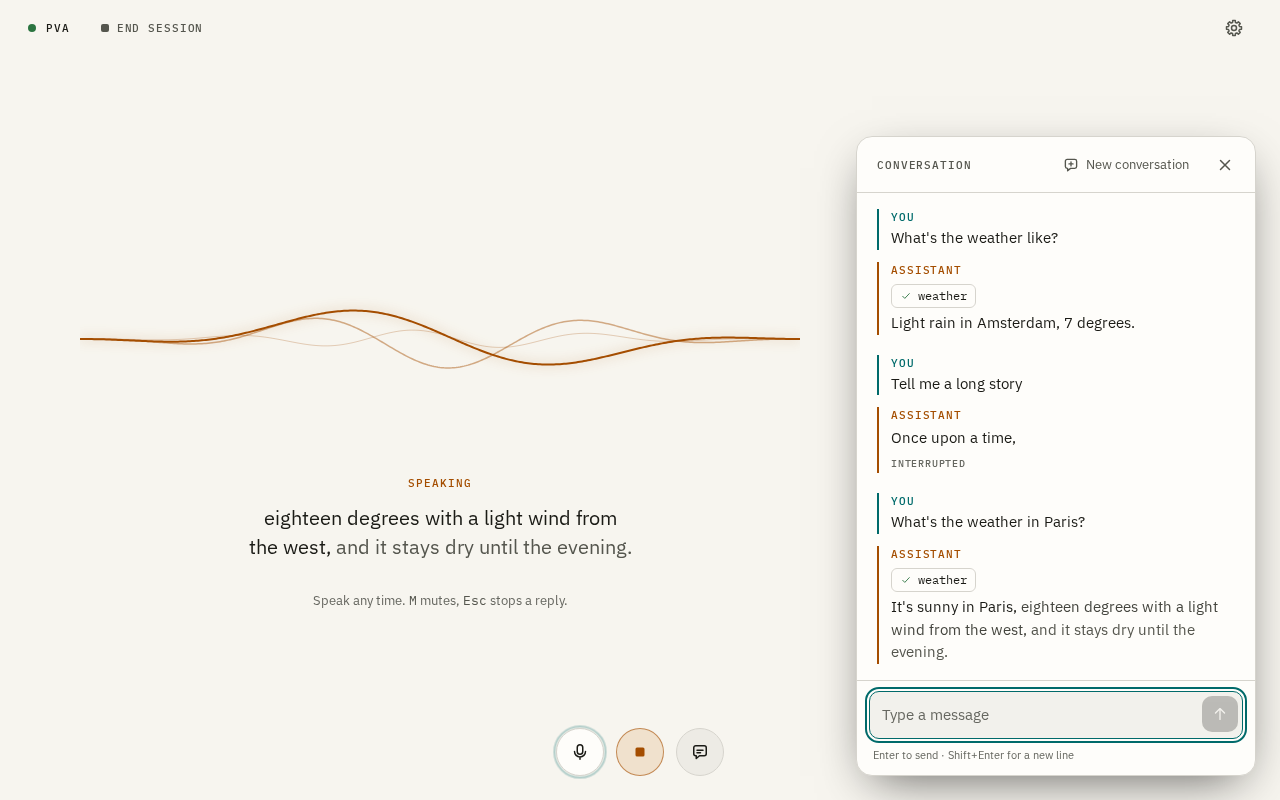 PVA
END SESSION
CONVERSATION
New conversation
YOU
What's the weather like?
ASSISTANT
weather
Light rain in Amsterdam, 7 degrees.
YOU
Tell me a long story
ASSISTANT
Once upon a time,
INTERRUPTED
YOU
What's the weather in Paris?
ASSISTANT
weather
It's sunny in Paris, eighteen degrees with a light
wind from the west, and it stays dry until the
evening.
Type a message
Enter to send · Shift+Enter for a new line
SPEAKING
eighteen degrees with a light wind from
the west, and it stays dry until the evening.
Speak any time. M mutes, Esc stops a reply.